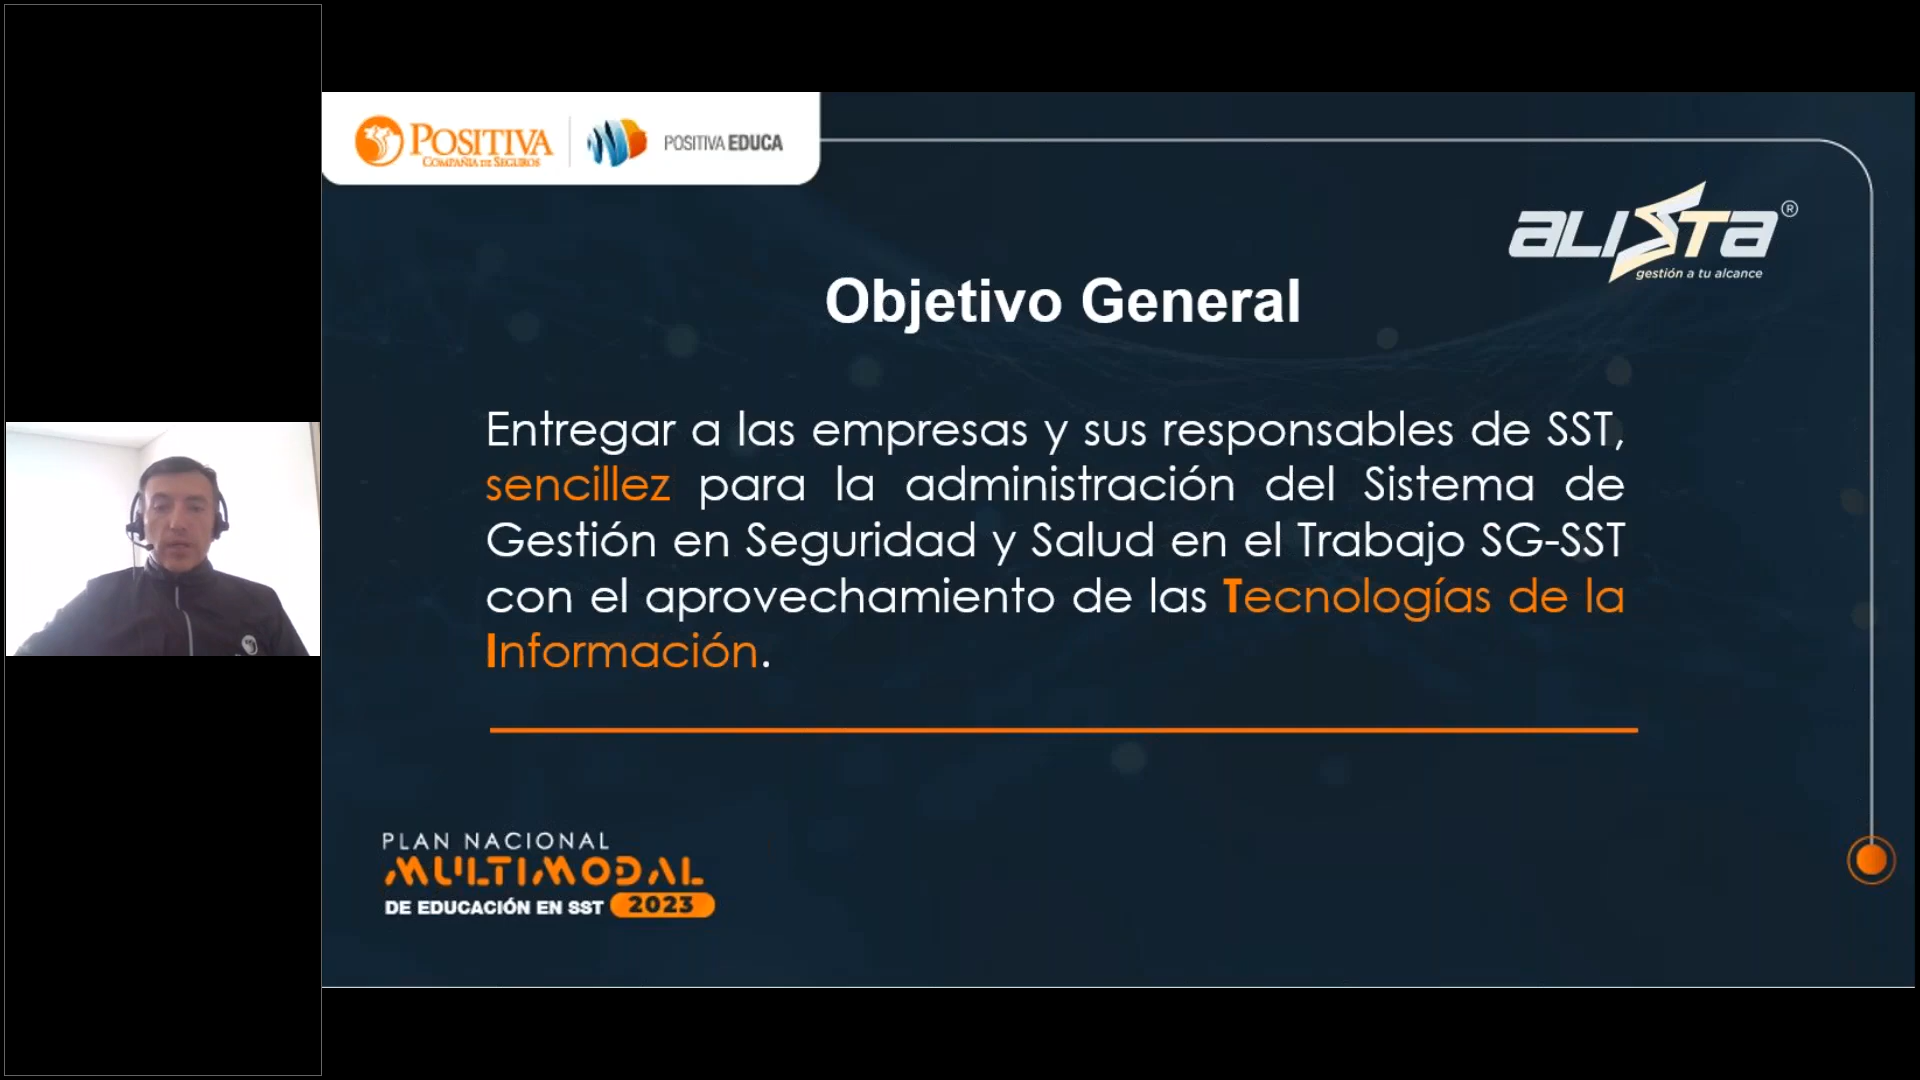 POSITIVA
COMPAÑÍA DE SEGUROS
POSITIVA EDUCA
ALISTA®
gestión a tu alcance
Objetivo General
Entregar a las empresas y sus responsables de SST,
sencillez para la administración del Sistema de
Gestión en Seguridad y Salud en el Trabajo SG-SST
con el aprovechamiento de las Tecnologías de la
Información.
PLAN NACIONAL
MULTIMODAL
DE EDUCACIÓN EN SST 2023